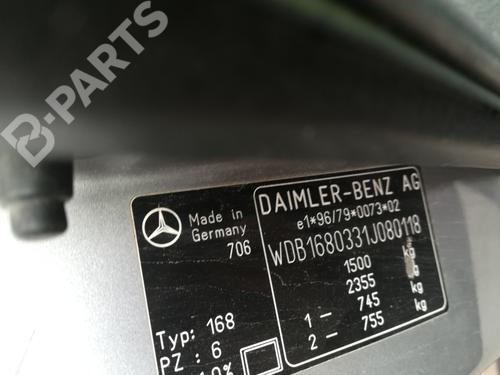 B-PARTS
Made in
Germany
706
Typ: 168
PZ : 6
DAIMLER-BENZ AG
e1*96/79*0073*02
WDB1680331J080118
1500 kg
2355 kg
1 — 745 kg
2 — 755 kg